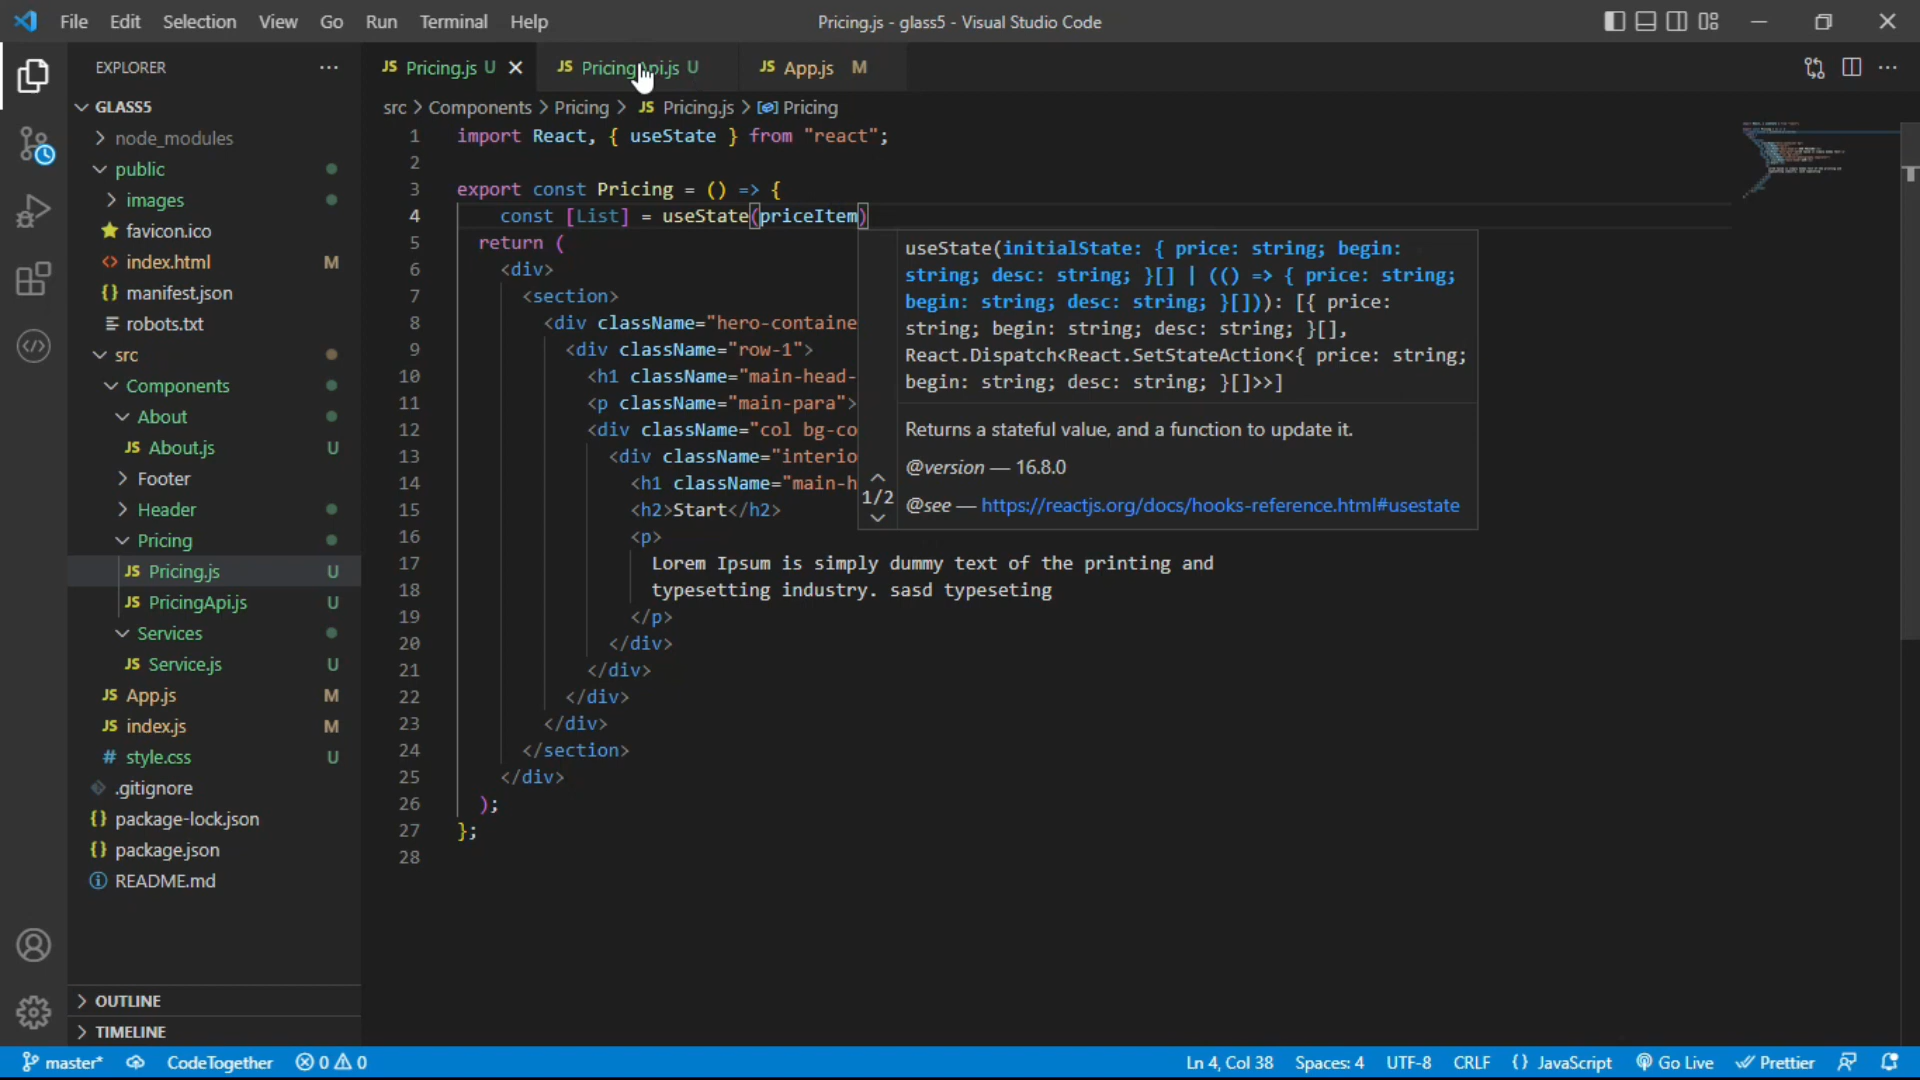 File Edit Selection View Go Run Terminal Help
Pricing.js - glass5 - Visual Studio Code
EXPLORER
GLASS5
node_modules
public
images
favicon.ico
index.html M
manifest.json
robots.txt
src
Components
About
JS About.js U
Footer
Header
Pricing
JS Pricing.js U
JS PricingApi.js U
Services
JS Service.js U
JS App.js M
JS index.js M
# style.css U
.gitignore
{} package-lock.json
{} package.json
README.md
OUTLINE
TIMELINE
JS Pricing.js U JS PricingApi.js U JS App.js M
src > Components > Pricing > JS Pricing.js > Pricing
1 import React, { useState } from "react";
2
3 export const Pricing = () => {
4 const [List] = useState(priceItem)
5 return (
6 <div>
7 <section>
8 <div className="hero-containe
9 <div className="row-1">
10 <h1 className="main-head-
11 <p className="main-para">
12 <div className="col bg-co
13 <div className="interio
14 <h1 className="main-h
15 <h2>Start</h2>
16 <p>
17 Lorem Ipsum is simply dummy text of the printing and
18 typesetting industry. sasd typeseting
19 </p>
20 </div>
21 </div>
22 </div>
23 </div>
24 </section>
25 </div>
26 );
27 };
28
useState(initialState: { price: string; begin:
string; desc: string; }[] | (() => { price: string;
begin: string; desc: string; }[])): [{ price:
string; begin: string; desc: string; }[],
React.Dispatch<React.SetStateAction<{ price: string;
begin: string; desc: string; }[]>>]
Returns a stateful value, and a function to update it.
@version — 16.8.0
1/2
@see — https://reactjs.org/docs/hooks-reference.html#usestate
master* CodeTogether 0 0 Ln 4, Col 38 Spaces: 4 UTF-8 CRLF {} JavaScript Go Live Prettier